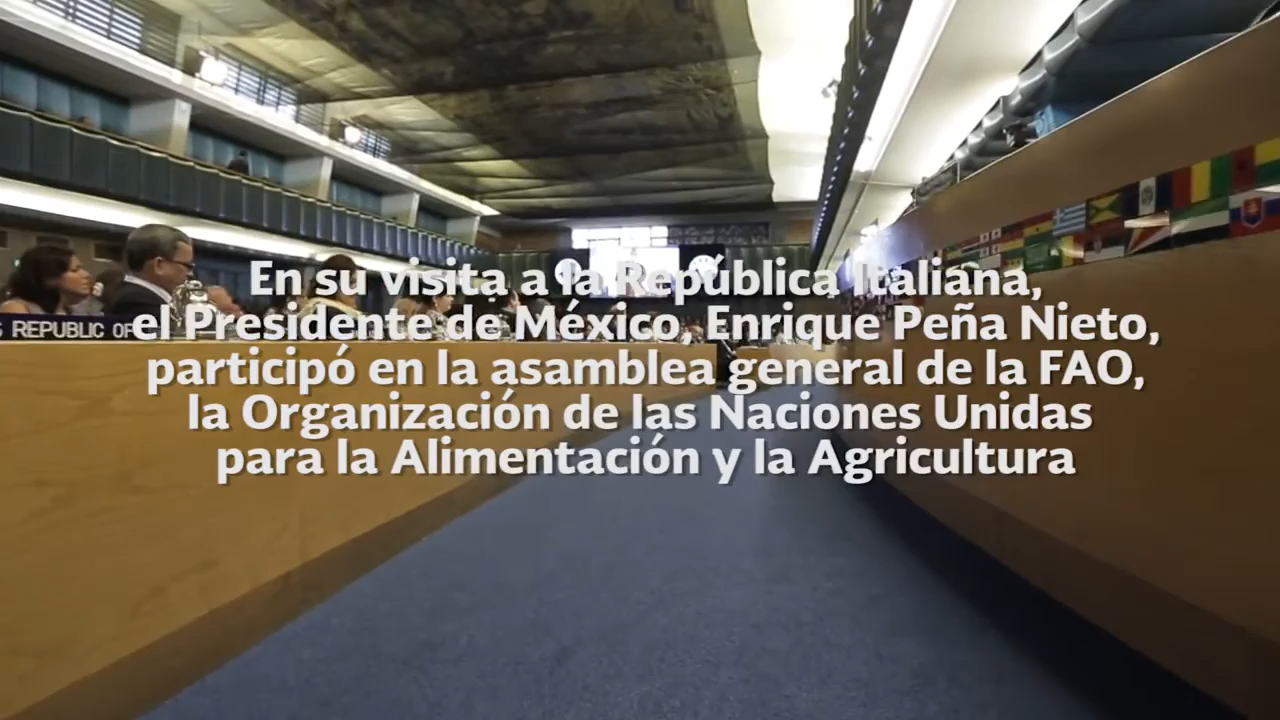 En su visita a la República Italiana,
el Presidente de México, Enrique Peña Nieto,
participó en la asamblea general de la FAO,
la Organización de las Naciones Unidas
para la Alimentación y la Agricultura
REPUBLIC OF